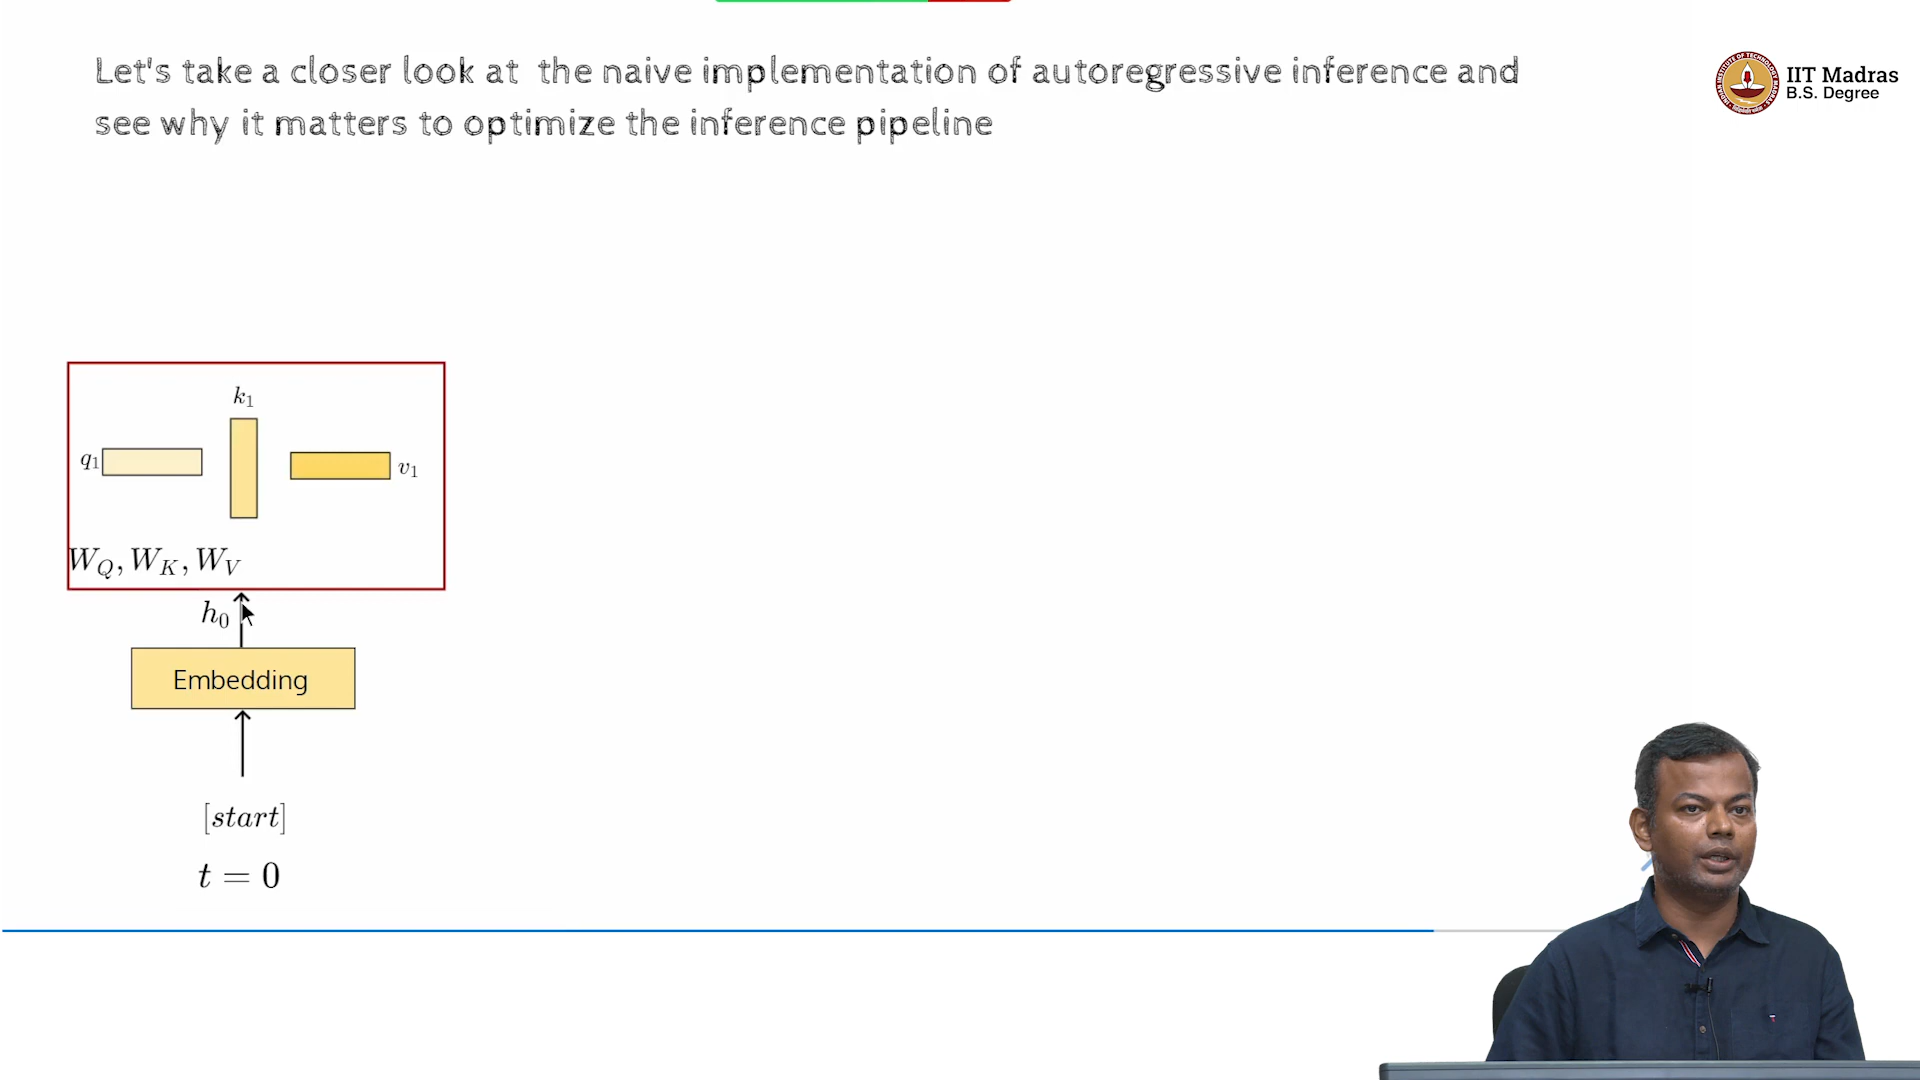 Let's take a closer look at the naive implementation of autoregressive inference and
see why it matters to optimize the inference pipeline
IIT Madras
B.S. Degree
k₁
q₁
v₁
W_Q, W_K, W_V
h₀
Embedding
[start]
t = 0